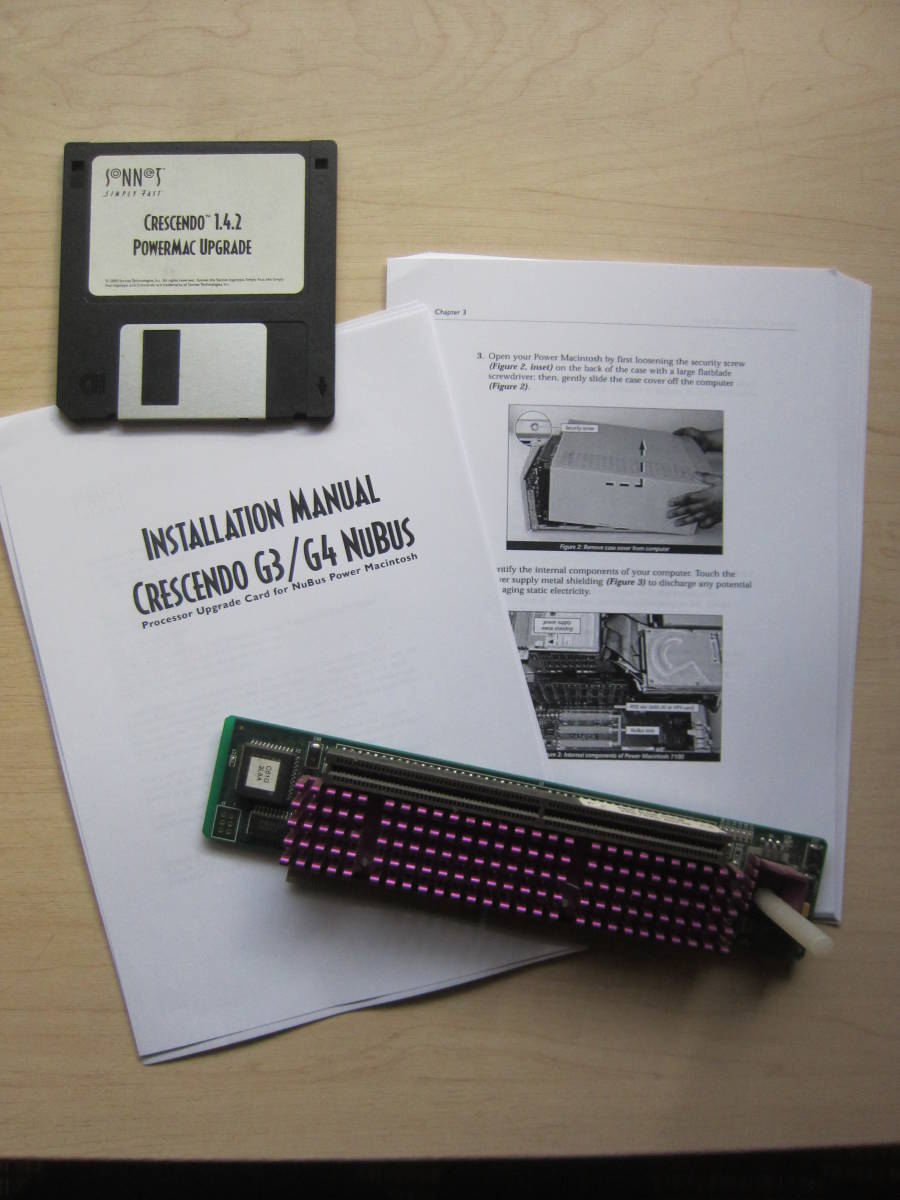 SONNET™
SIMPLY FAST
CRESCENDO™ 1.4.2
POWERMAC UPGRADE
Chapter 3
3. Open your Power Macintosh by first loosening the security screw
(Figure 2, inset) on the back of the case with a large flatblade
screwdriver; then, gently slide the case cover off the computer
(Figure 2).
Security screw
Figure 2: Remove case cover from computer
ntify the internal components of your computer. Touch the
er supply metal shielding (Figure 3) to discharge any potential
aging static electricity.
power supply
metal shielding
NuBus slots
3: Internal components of Power Macintosh 7100
INSTALLATION MANUAL
CRESCENDO G3/G4 NUBUS
Processor Upgrade Card for NuBus Power Macintosh